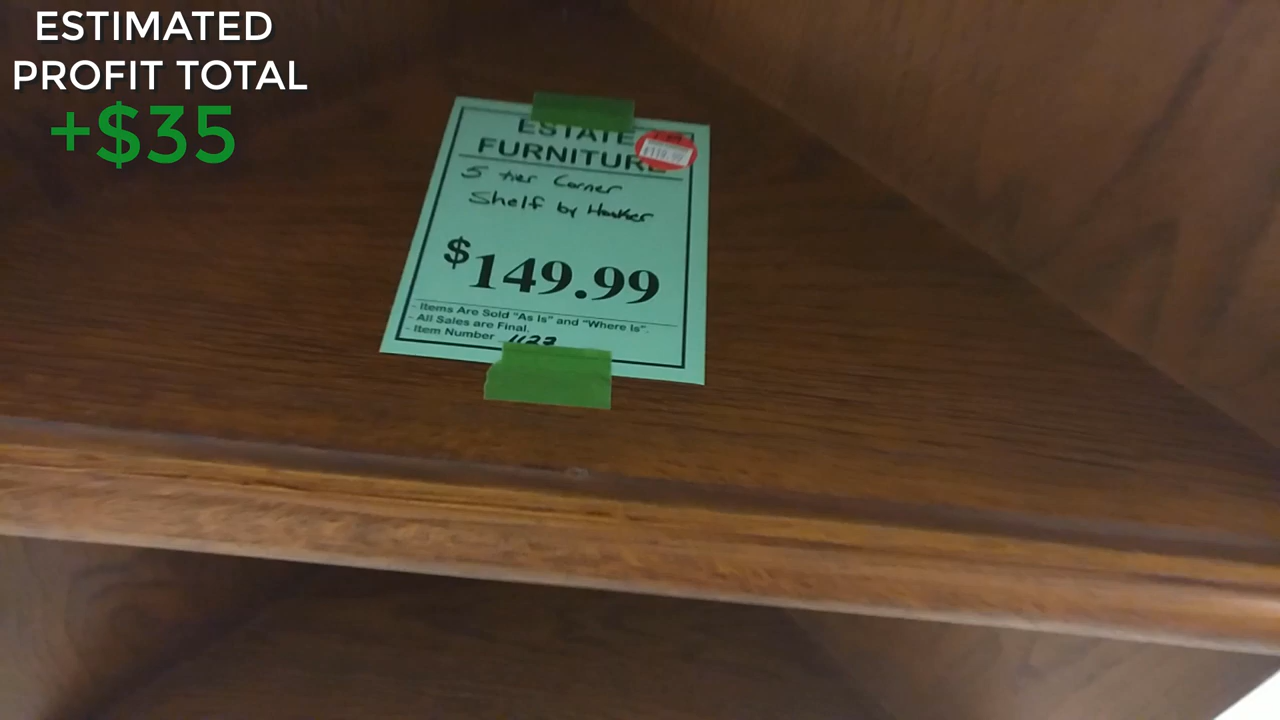 ESTIMATED
PROFIT TOTAL
+$35
ESTATE
FURNITURE
5 tier Corner
Shelf by Hooker
$149.99
- Items Are Sold "As Is" and "Where Is".
- All Sales are Final.
- Item Number 1123